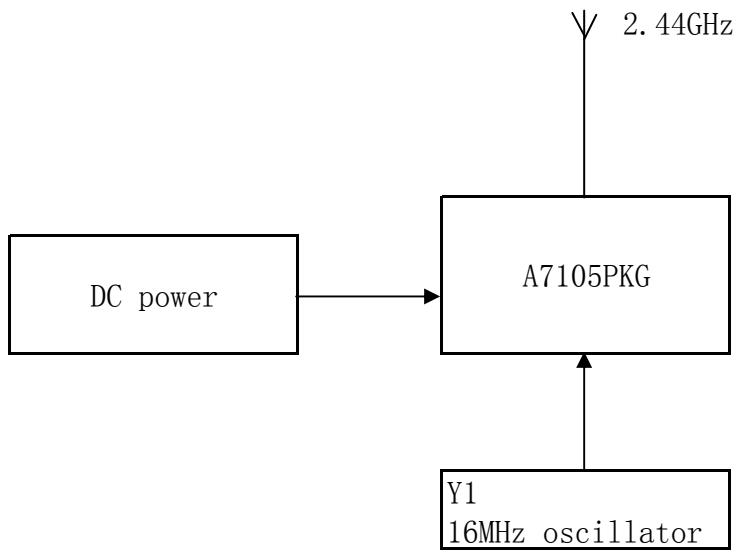 2.44GHz
A7105PKG
DC power
Y1
16MHz oscillator